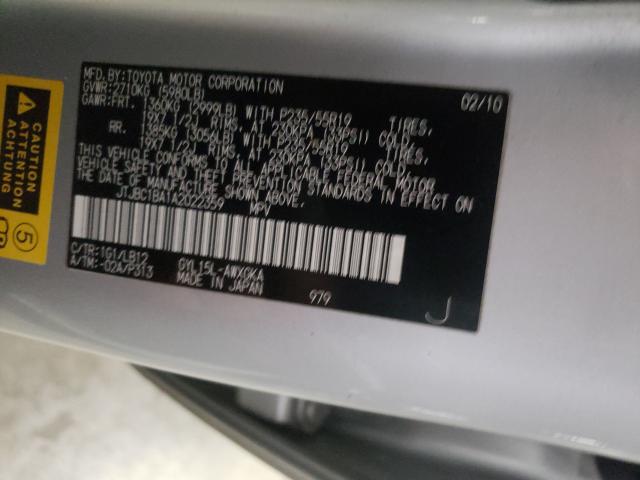 MFD.BY:TOYOTA MOTOR CORPORATION 02/10
GVWR:2710KG (5980LB)
GAWR:FRT. 1360KG (2999LB) WITH P235/55R19 TIRES,
19X7 1/2J RIMS, AT 230KPA (33PSI) COLD.
RR. 1385KG (3054LB) WITH P235/55R19 TIRES,
19X7 1/2J RIMS, AT 230KPA (33PSI) COLD.
THIS VEHICLE CONFORMS TO ALL APPLICABLE FEDERAL MOTOR
VEHICLE SAFETY AND THEFT PREVENTION STANDARDS IN EFFECT ON
THE DATE OF MANUFACTURE SHOWN ABOVE.
JTJBC1BA1A2022359 MPV
C/TR:1G1/LB12 GYL15L-AWXGKA
A/TM:-02A/P313 MADE IN JAPAN 979
J
CAUTION
ATTENTION
5